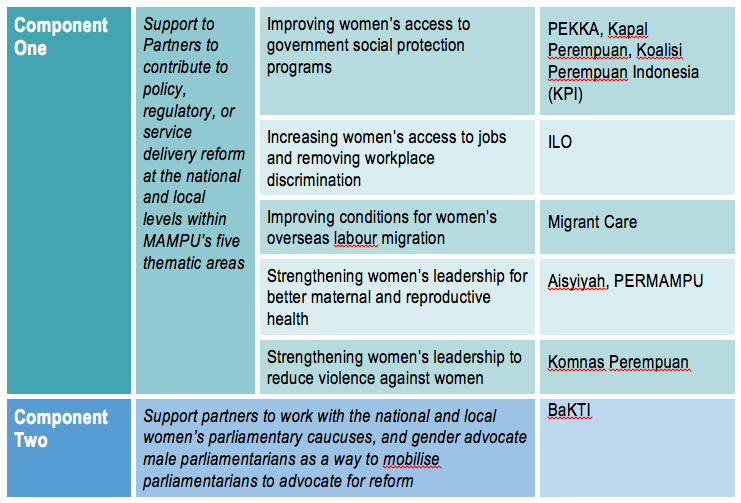 Component
One
Support to
Partners to
contribute to
policy,
regulatory, or
service
delivery reform
at the national
and local
levels within
MAMPU's five
thematic areas
Improving women's access to
government social protection
programs
PEKKA, Kapal
Perempuan, Koalisi
Perempuan Indonesia
(KPI)
Increasing women's access to jobs
and removing workplace
discrimination
ILO
Improving conditions for women's
overseas labour migration
Migrant Care
Strengthening women's leadership for
better maternal and reproductive
health
Aisyiyah, PERMAMPU
Strengthening women's leadership to
reduce violence against women
Komnas Perempuan
Component
Two
Support partners to work with the national and local
women's parliamentary caucuses, and gender advocate
male parliamentarians as a way to mobilise
parliamentarians to advocate for reform
BaKTI